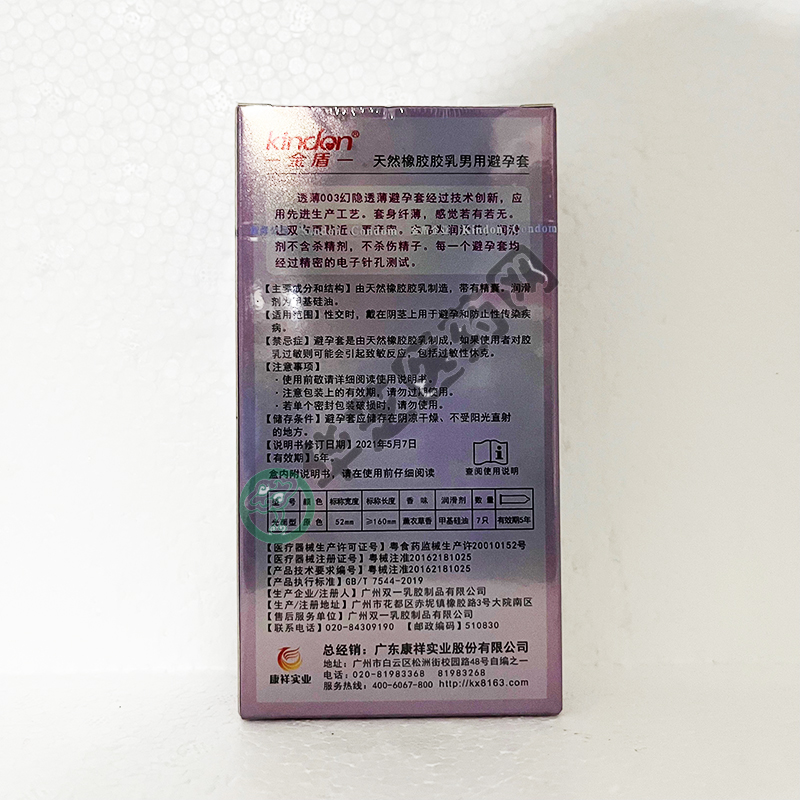 kindon®
金盾
天然橡胶胶乳男用避孕套
透薄003幻隐透薄避孕套经过技术创新，应
用先进生产工艺。套身纤薄，感觉若有若无。
剂不含杀精剂，不杀伤精子。每一个避孕套均
经过精密的电子针孔测试。
【主要成分和结构】由天然橡胶胶乳制造，带有精囊。润滑
剂为甲基硅油。
【适用范围】性交时，戴在阴茎上用于避孕和防止性传染疾
病。
【禁忌症】避孕套是由天然橡胶胶乳制成，如果使用者对胶
乳过敏则可能会引起致敏反应，包括过敏性休克。
【注意事项】
·使用前敬请详细阅读使用说明书。
·注意包装上的有效期，请勿过期使用。
·若单个密封包装破损时，请勿使用。
【储存条件】避孕套应储存在阴凉干燥、不受阳光直射
的地方。
【说明书修订日期】2021年5月7日
【有效期】5年。
盒内附说明书，请在使用前仔细阅读
查阅使用说明
型号 颜色 标称宽度 标称长度 香味 润滑剂 数量
光面型 原色 52mm ≥160mm 薰衣草香 甲基硅油 7只 有效期5年
【医疗器械生产许可证号】粤食药监械生产许20010152号
【医疗器械注册证号】粤械注准20162181025
【产品技术要求编号】粤械注准20162181025
【产品执行标准】GB/T 7544-2019
【生产企业/注册人】广州双一乳胶制品有限公司
【生产/注册地址】广州市花都区赤坭镇橡胶路3号大院南区
【售后服务单位】广州双一乳胶制品有限公司
【联系电话】020-84309190 【邮政编码】510830
康祥实业
总经销：广东康祥实业股份有限公司
地址：广州市白云区松洲街校园路48号自编之一
电话：020-81983368 81983268
服务热线：400-6067-800 http://kx8163.com